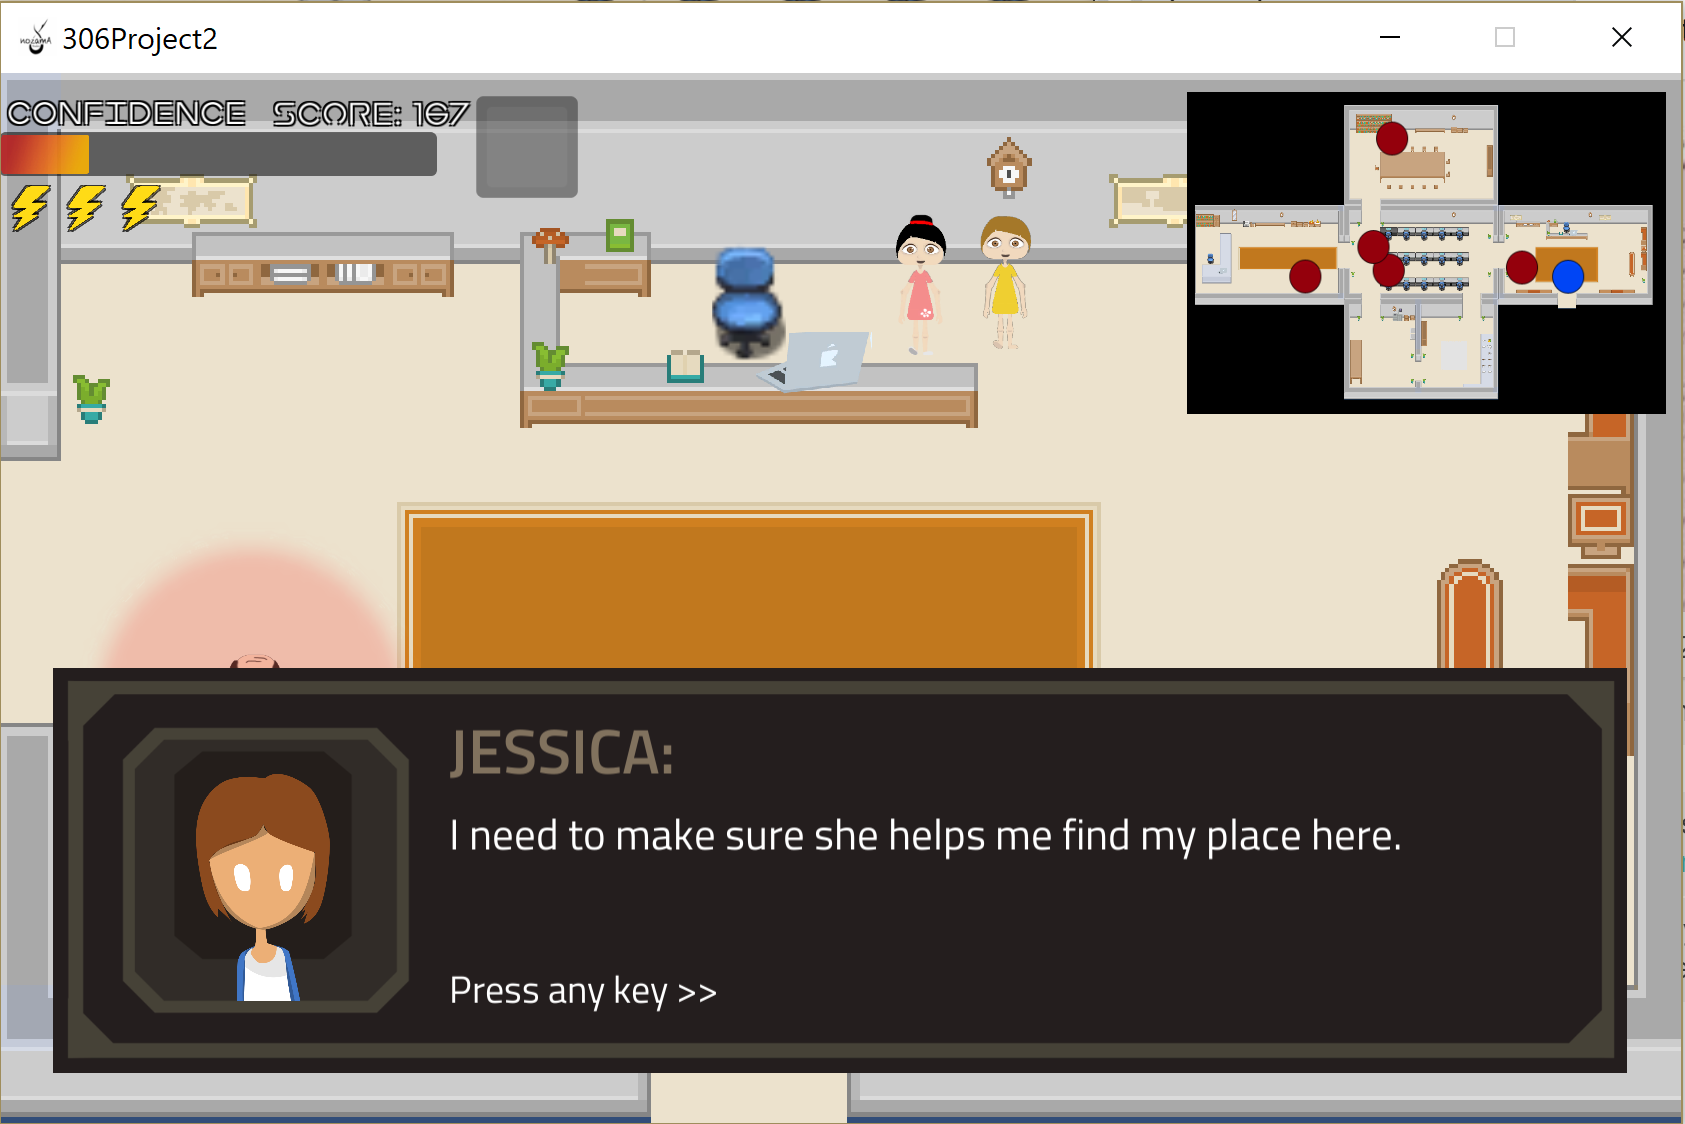 306Project2
CONFIDENCE SCORE: 167
JESSICA:
I need to make sure she helps me find my place here.
Press any key >>